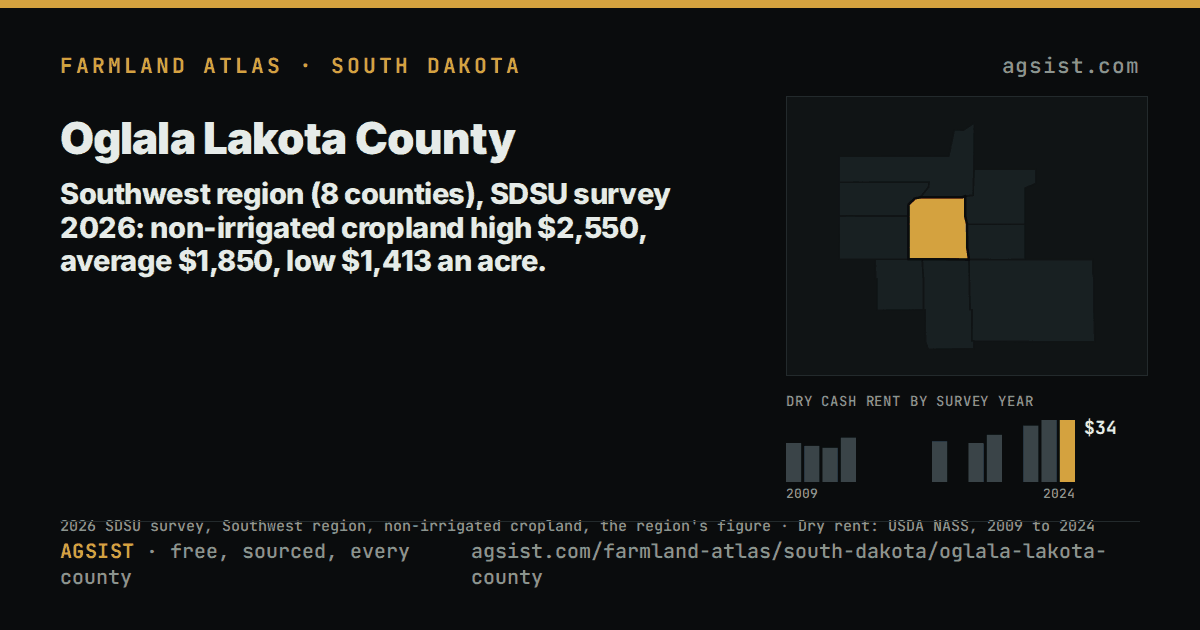 FARMLAND ATLAS · SOUTH DAKOTA
agsist.com
Oglala Lakota County
Southwest region (8 counties), SDSU survey
2026: non-irrigated cropland high $2,550,
average $1,850, low $1,413 an acre.
DRY CASH RENT BY SURVEY YEAR
$34
2009
2024
2026 SDSU survey, Southwest region, non-irrigated cropland, the region's figure · Dry rent: USDA NASS, 2009 to 2024
AGSIST · free, sourced, every
county
agsist.com/farmland-atlas/south-dakota/oglala-lakota-
county